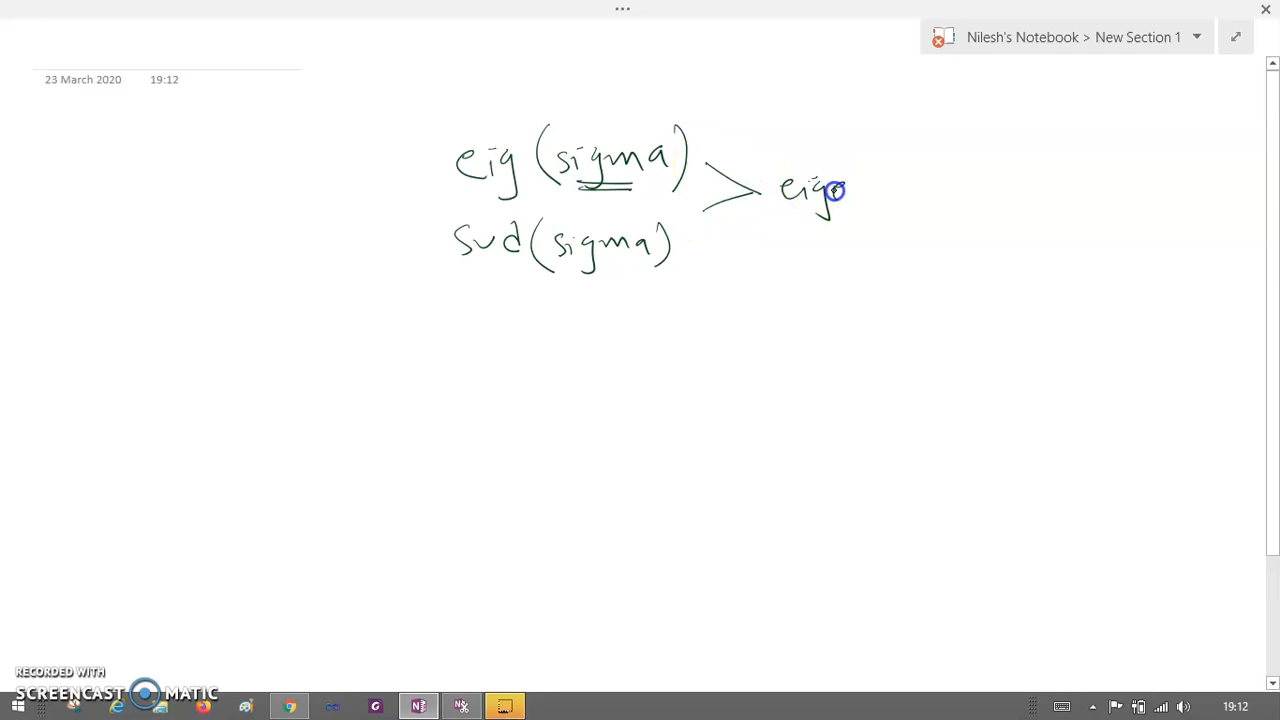 Nilesh's Notebook > New Section 1
23 March 2020 19:12
eig (sigma)
eige
svd (sigma)
RECORDED WITH
SCREENCAST MATIC
19:12